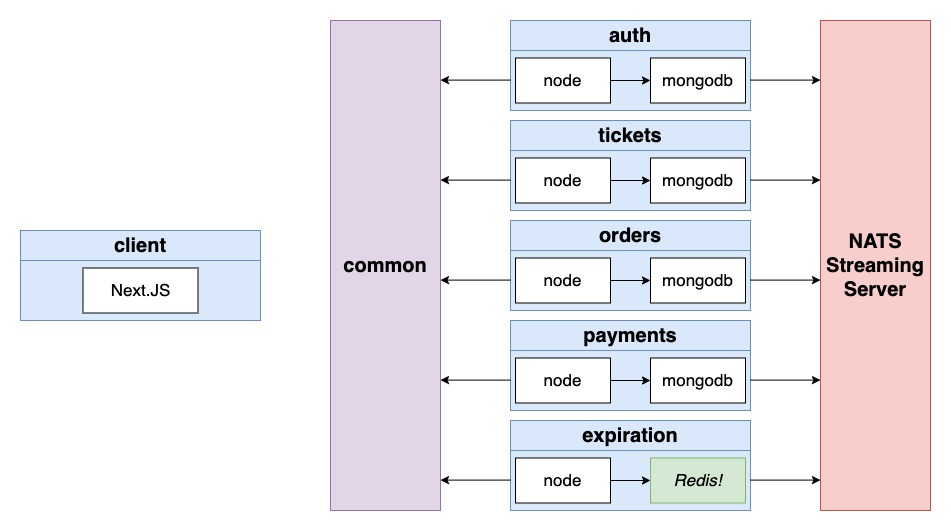 client
Next.JS
common
auth
node
mongodb
tickets
node
mongodb
orders
node
mongodb
payments
node
mongodb
expiration
node
Redis!
NATS
Streaming
Server